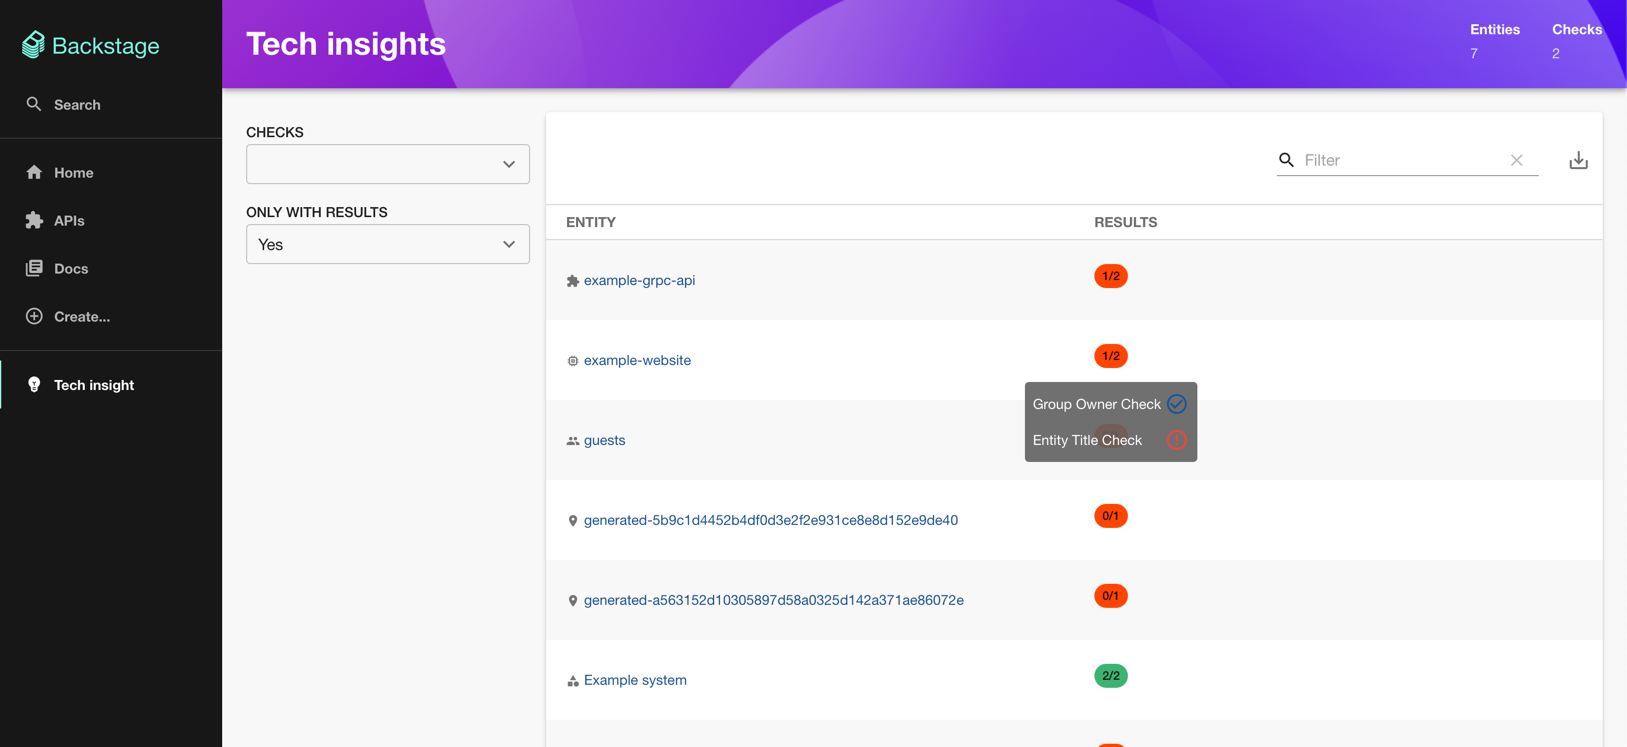 Backstage
Search
Home
APIs
Docs
Create...
Tech insight
Tech insights
Entities
7
Checks
2
CHECKS
ONLY WITH RESULTS
Yes
Filter
ENTITY
RESULTS
example-grpc-api
1/2
example-website
1/2
Group Owner Check
Entity Title Check
guests
generated-5b9c1d4452b4df0d3e2f2e931ce8e8d152e9de40
0/1
generated-a563152d10305897d58a0325d142a371ae86072e
0/1
Example system
2/2